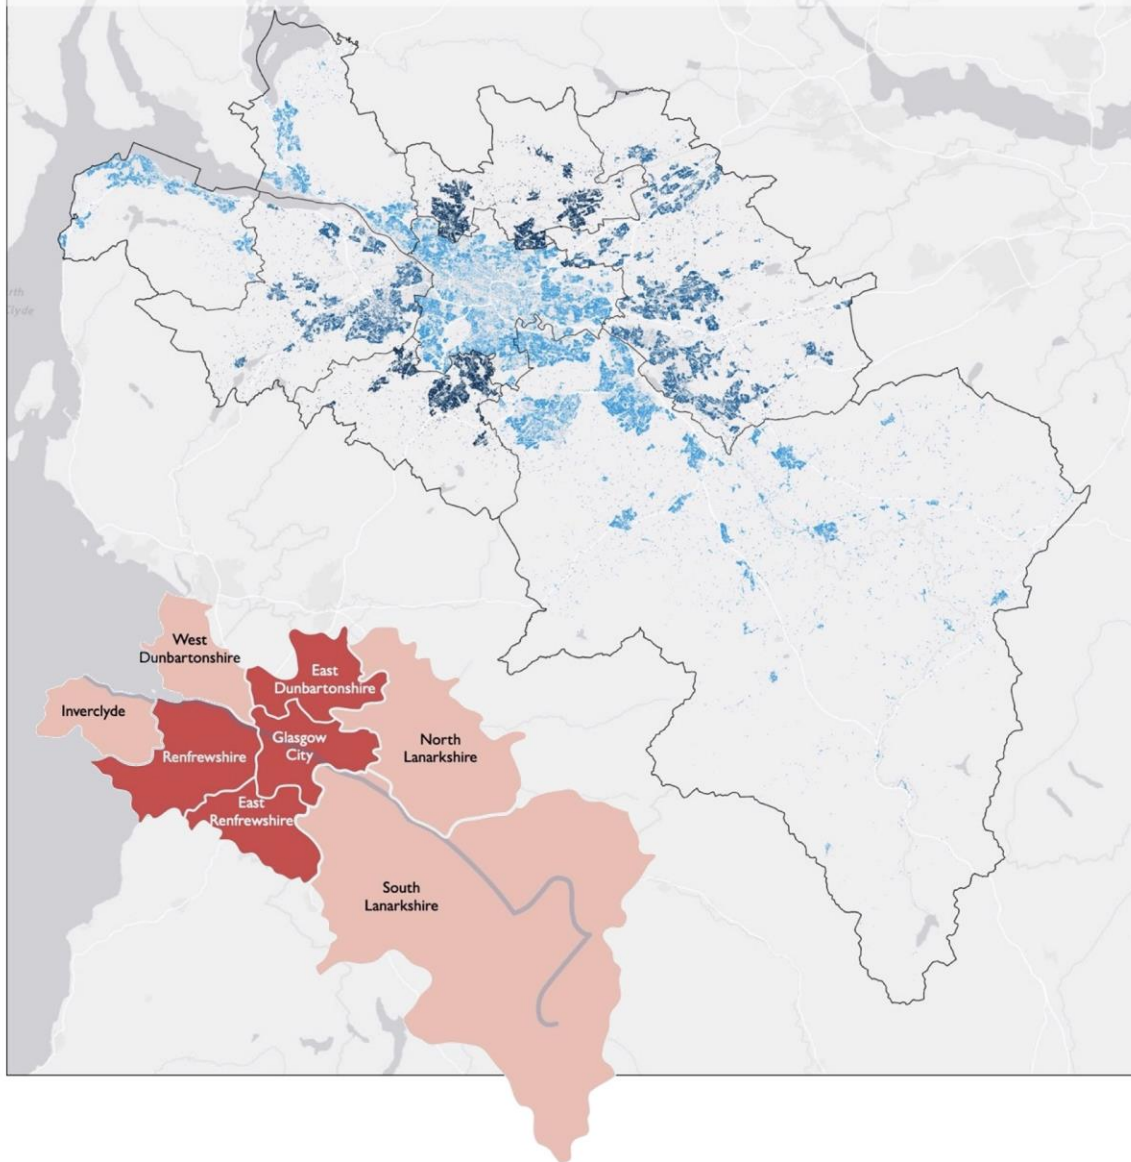 West
Dunbartonshire
East
Dunbartonshire
Inverclyde
Glasgow
City
Renfrewshire
North
Lanarkshire
East
Renfrewshire
South
Lanarkshire